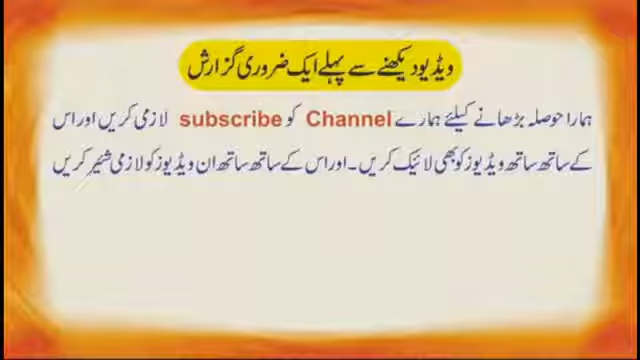 ویڈیو دیکھنے سے پہلے ایک ضروری گزارش
ہمارا حوصلہ بڑھانے کیلئے ہمارے Channel کو subscribe لازمی کریں اور اس
کے ساتھ ساتھ ویڈیوز کو بھی لائیک کریں۔ اور اس کے ساتھ ساتھ ان ویڈیوز کو لازمی شئیر کریں